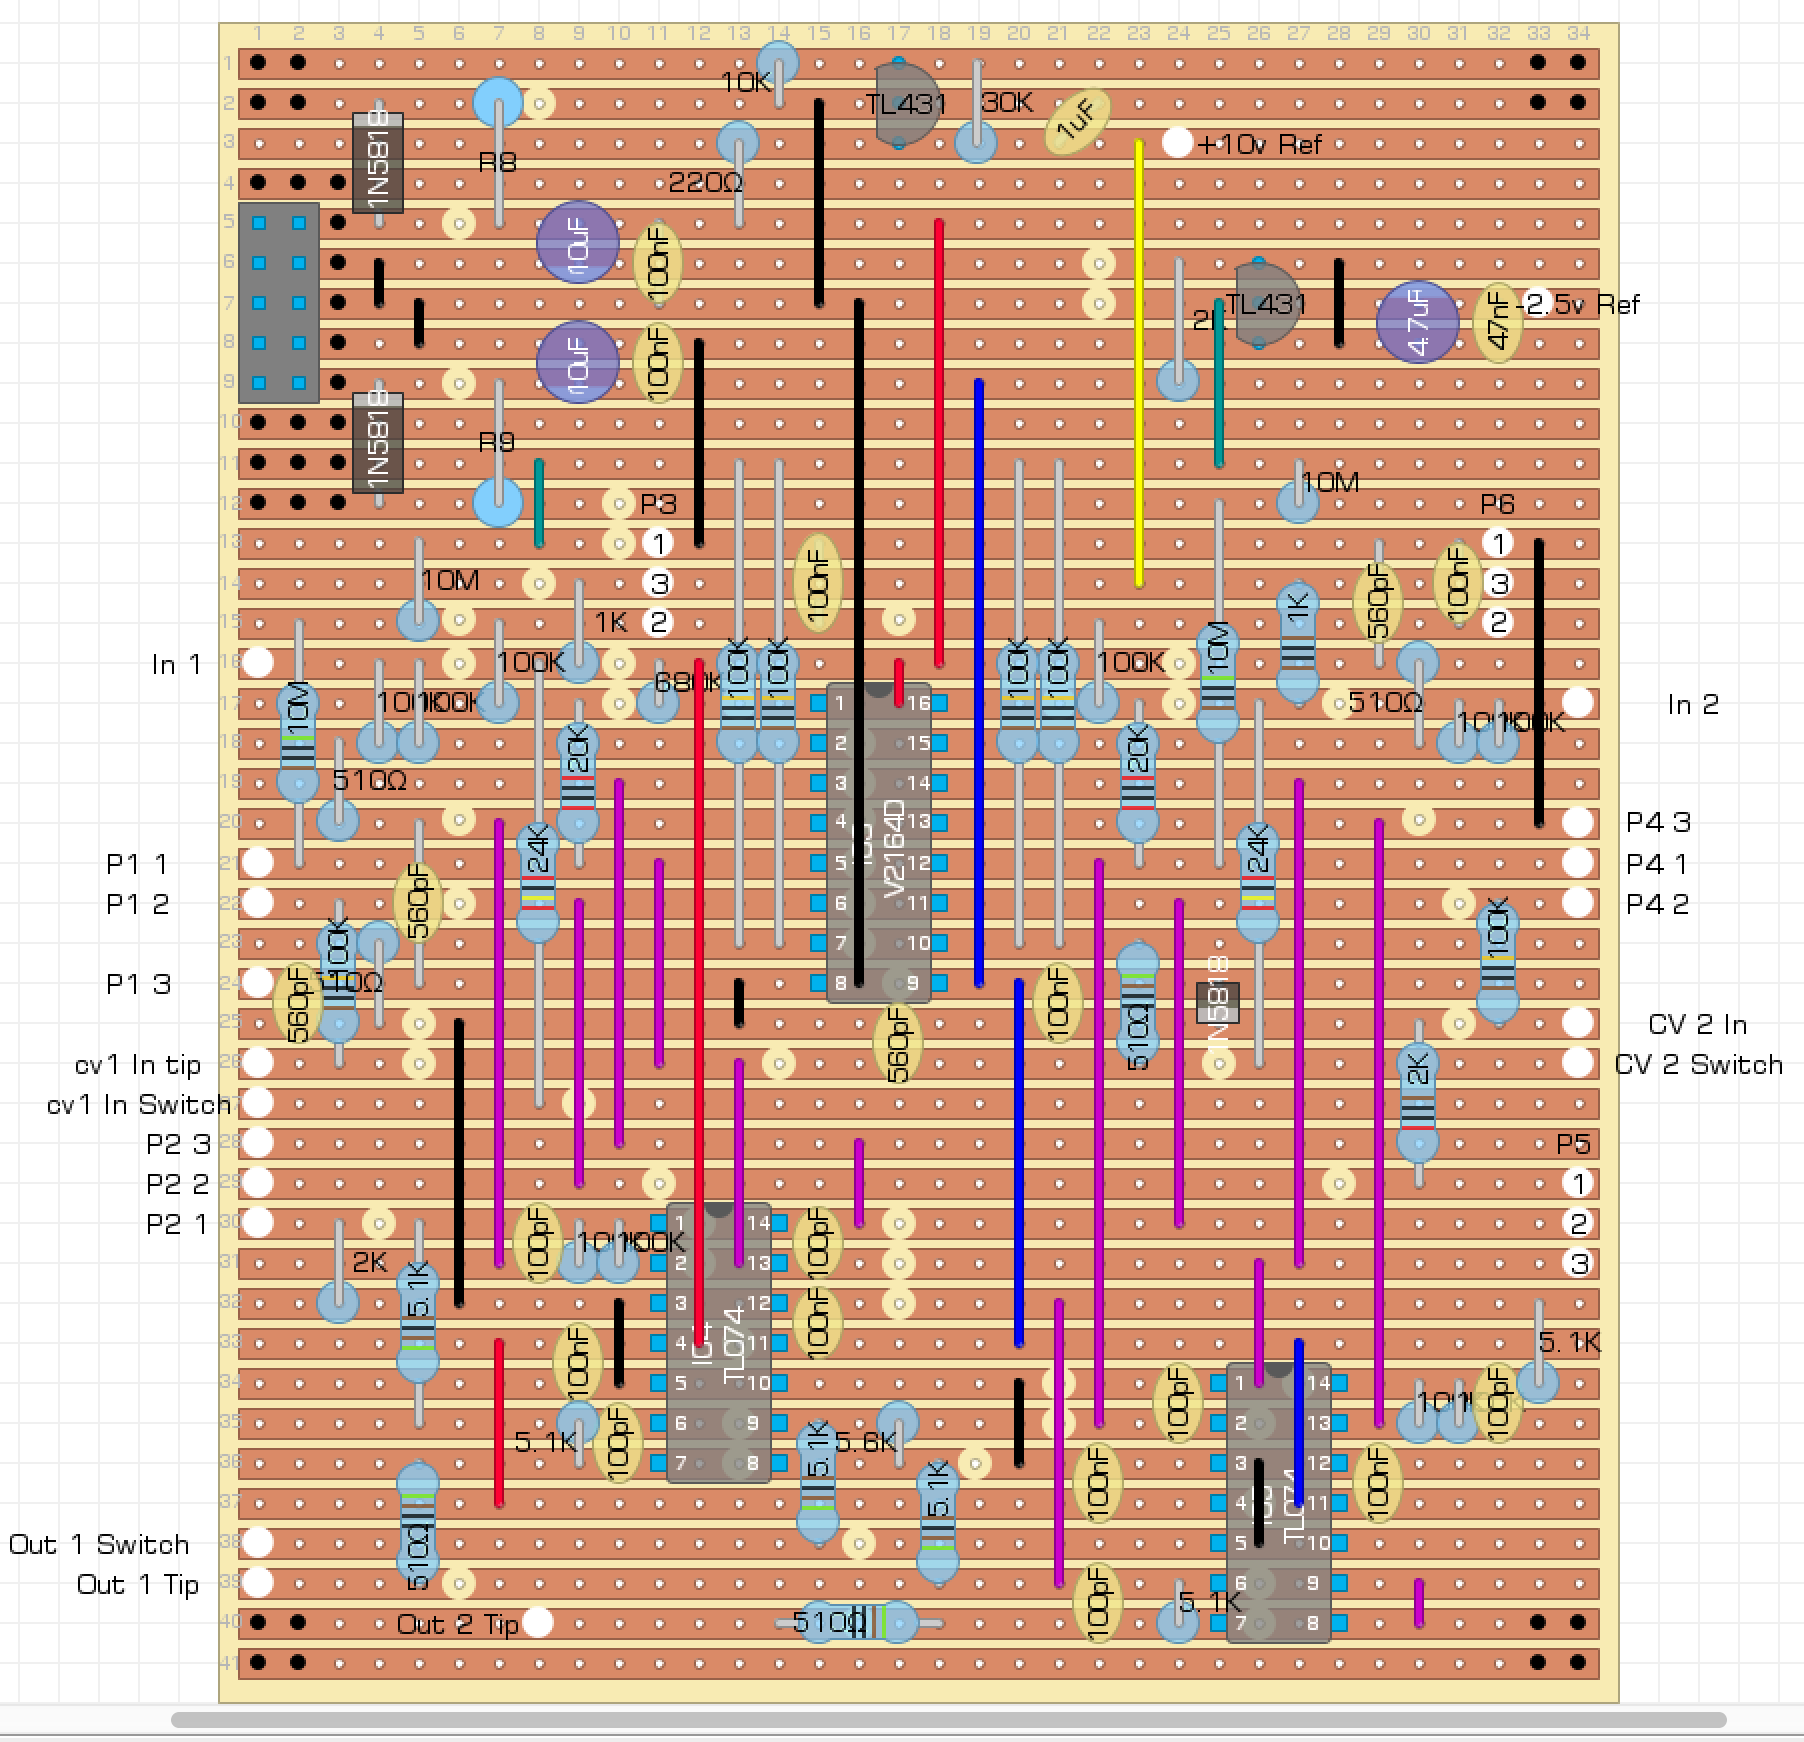 1 2 3 4 5 6 7 8 9 10 11 12 13 14 15 16 17 18 19 20 21 22 23 24 25 26 27 28 29 30 31 32 33 34
1
10K
2
1N5818
TL431
30K
1uF
3
+10v Ref
R8
4
220Ω
5
10uF
100nF
6
7
2K
TL431
4.7uF
47nF
-2.5v Ref
8
10uF
100nF
9
1N5818
10
R9
11
10M
12
P3
P6
13
1
100nF
1
560pF
100nF
14
10M
3
1K
3
15
1K
2
10M
2
In 1
16
100K
680K
100K
100K
100K
100K
100K
17
10M
100K
100K
1
16
510Ω
In 2
18
20K
2
15
20K
100K
100K
19
510Ω
3
14
20
4
13
P4 3
P1 1
21
24K
5
12
24K
P4 1
V2164D
P1 2
22
560pF
6
11
P4 2
23
100K
7
10
100K
P1 3
24
560pF
510Ω
8
9
100nF
510Ω
1N5818
25
560pF
CV 2 In
cv1 In tip
26
2K
CV 2 Switch
cv1 In Switch
P2 3
28
P5
P2 2
29
1
P2 1
30
100pF
100K
100K
1
14
100pF
2
31
2K
5.1K
2
13
3
32
3
12
100nF
33
100nF
4
11
TL074
5.1K
34
5
10
100pF
1
14
100K
100pF
35
5.1K
100pF
6
9
5.1K
5.6K
2
13
36
7
8
5.1K
100nF
3
12
100nF
37
510Ω
4
11
TL074
Out 1 Switch
38
5
10
Out 1 Tip
39
100pF
5.1K
6
9
40
Out 2 Tip
510Ω
7
8
41